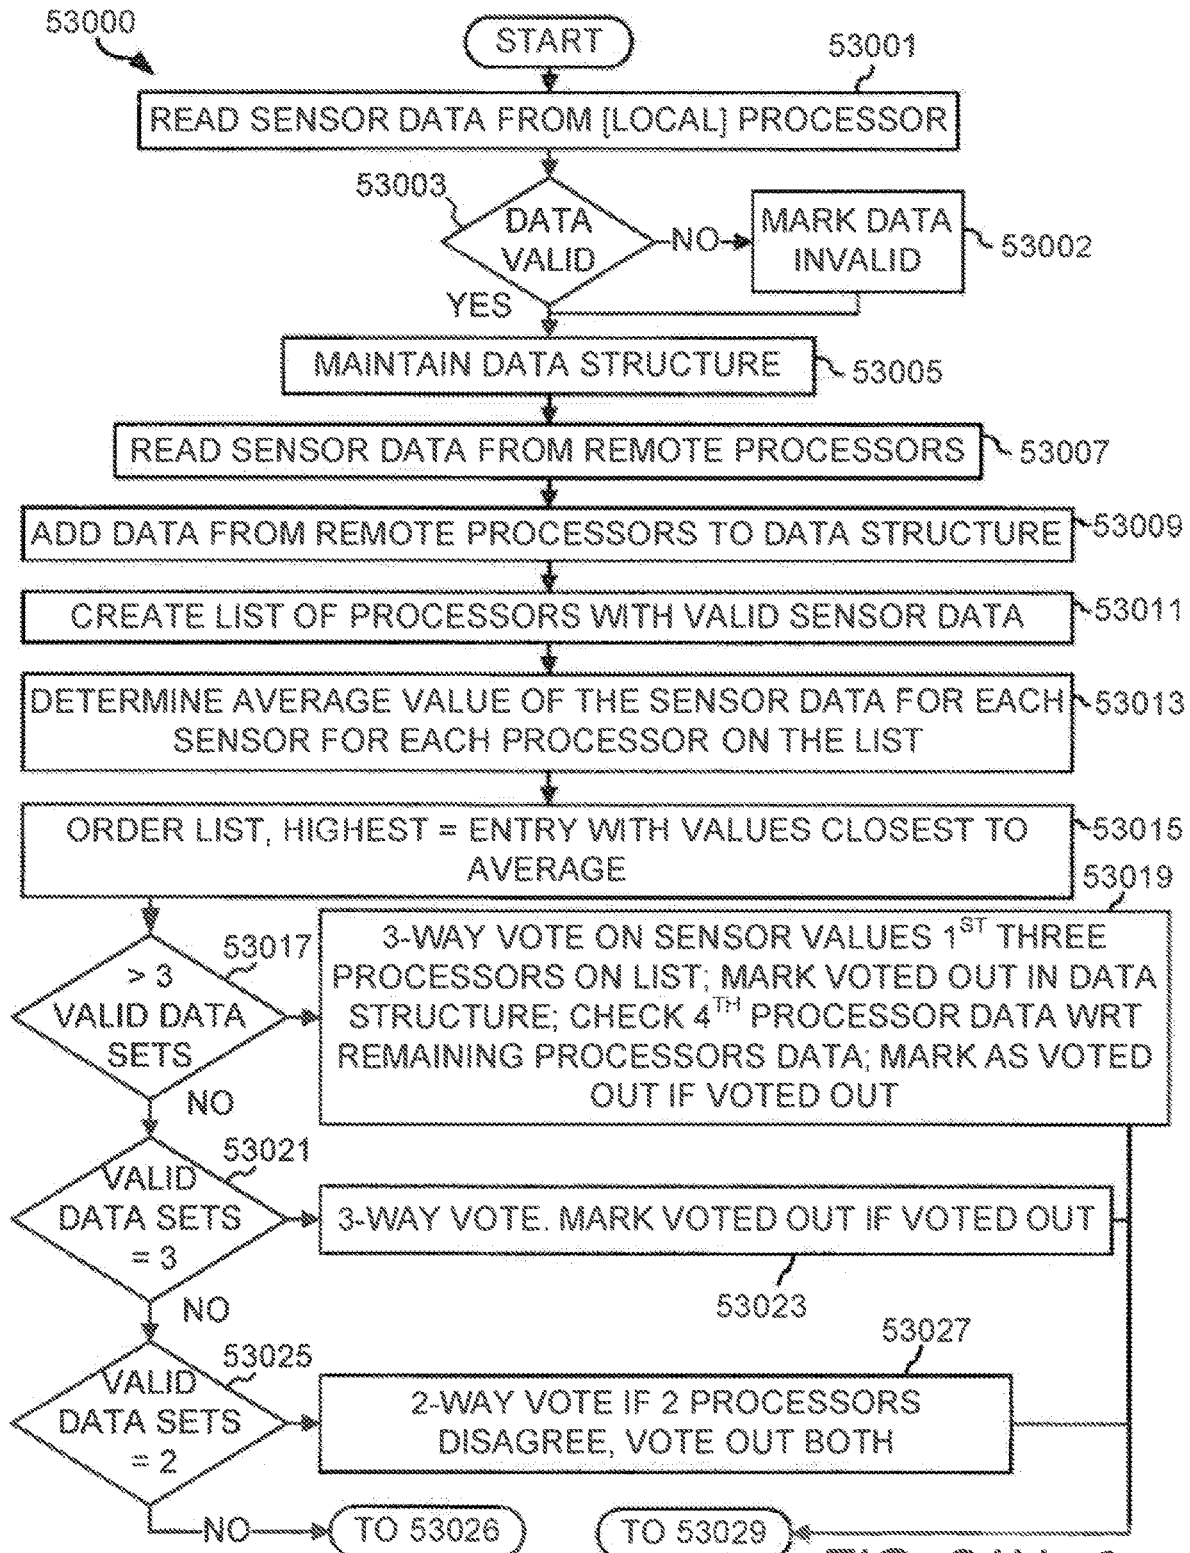 53000
START
53001
READ SENSOR DATA FROM [LOCAL] PROCESSOR
53003
DATA
VALID
NO
MARK DATA
INVALID
53002
YES
MAINTAIN DATA STRUCTURE
53005
READ SENSOR DATA FROM REMOTE PROCESSORS
53007
ADD DATA FROM REMOTE PROCESSORS TO DATA STRUCTURE
53009
CREATE LIST OF PROCESSORS WITH VALID SENSOR DATA
53011
DETERMINE AVERAGE VALUE OF THE SENSOR DATA FOR EACH
SENSOR FOR EACH PROCESSOR ON THE LIST
53013
ORDER LIST, HIGHEST = ENTRY WITH VALUES CLOSEST TO
AVERAGE
53015
53019
53017
> 3
VALID DATA
SETS
3-WAY VOTE ON SENSOR VALUES 1ST THREE
PROCESSORS ON LIST; MARK VOTED OUT IN DATA
STRUCTURE; CHECK 4TH PROCESSOR DATA WRT
REMAINING PROCESSORS DATA; MARK AS VOTED
OUT IF VOTED OUT
NO
53021
VALID
DATA SETS
= 3
3-WAY VOTE. MARK VOTED OUT IF VOTED OUT
53023
NO
53025
VALID
DATA SETS
= 2
53027
2-WAY VOTE IF 2 PROCESSORS
DISAGREE, VOTE OUT BOTH
NO
TO 53026
TO 53029